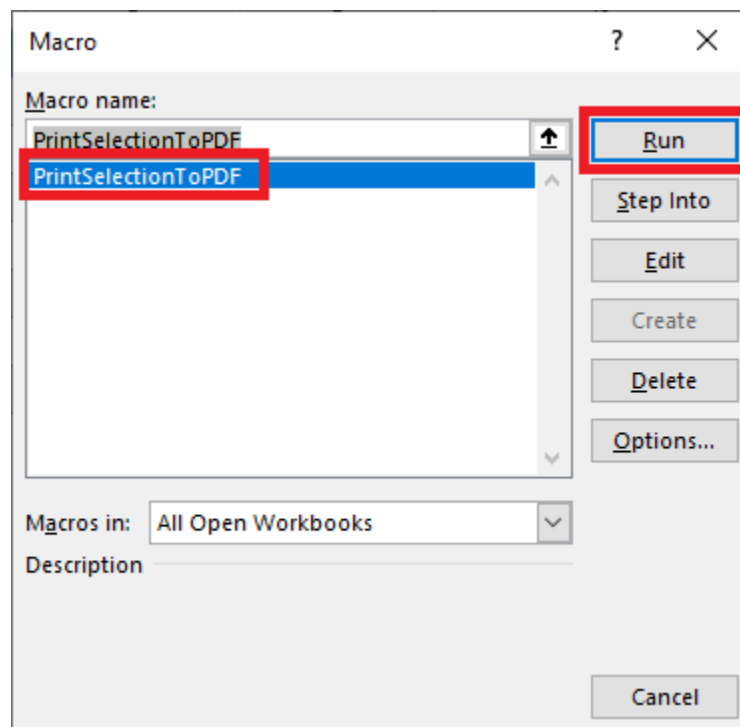 Macro
?
Macro name:
PrintSelectionToPDF
PrintSelectionToPDF
Run
Step Into
Edit
Create
Delete
Options...
Macros in: All Open Workbooks
Description
Cancel